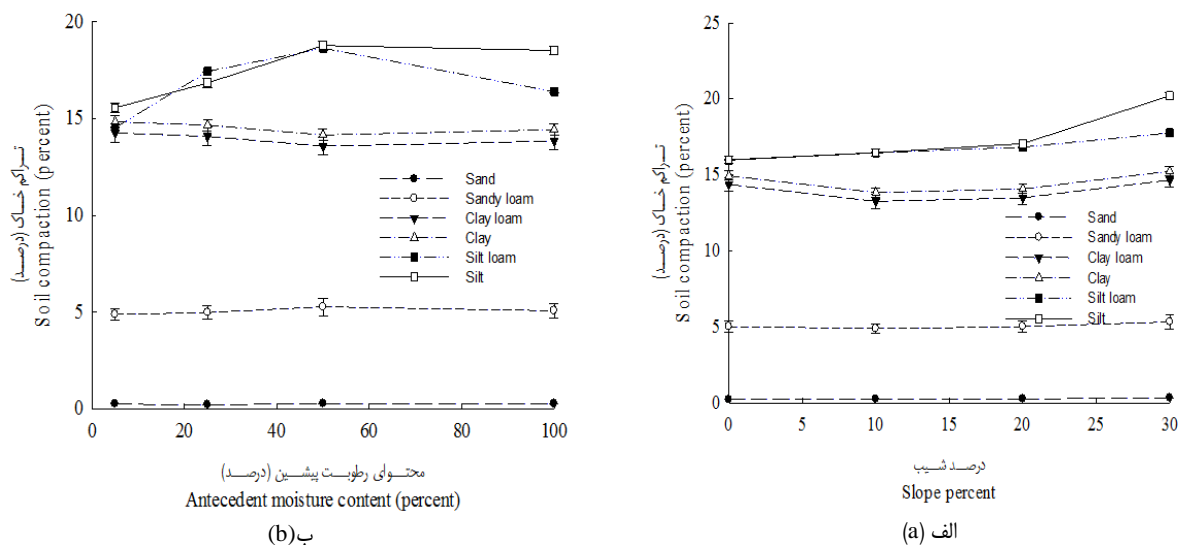 20
15
10
5
0
تراکم خاک (درصد)
Soil compaction (percent)
Sand
Sandy loam
Clay loam
Clay
Silt loam
Silt
0
20
40
60
80
100
محتوای رطوبت پیشین (درصد)
Antecedent moisture content (percent)
(b)ب
25
20
15
10
5
0
تراکم خاک (درصد)
Soil compaction (percent)
Sand
Sandy loam
Clay loam
Clay
Silt loam
Silt
0
5
10
15
20
25
30
درصد شیب
Slope percent
الف (a)